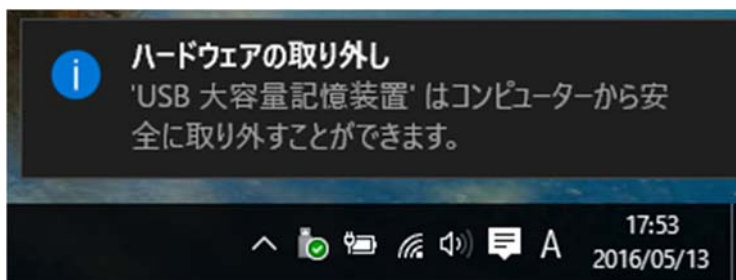 ハードウェアの取り外し
'USB 大容量記憶装置' はコンピューターから安
全に取り外すことができます。
A
17:53
2016/05/13